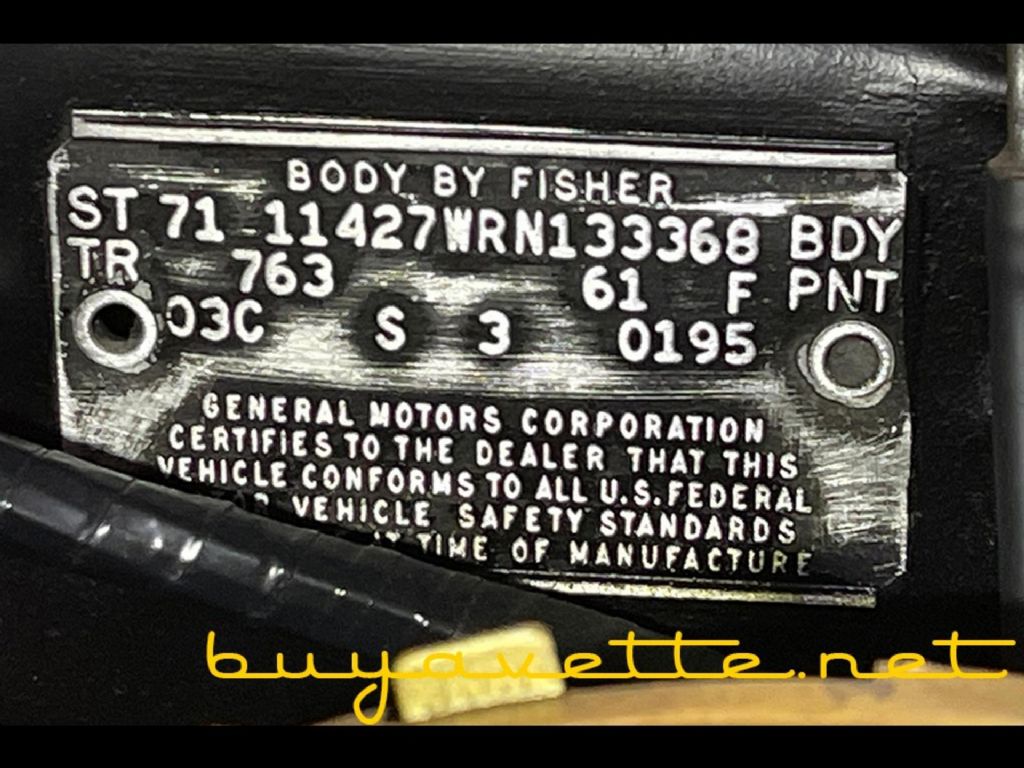 BODY BY FISHER
ST 71 11427WRN133368 BDY
TR 763 61 F PNT
03C S 3 0195
GENERAL MOTORS CORPORATION
CERTIFIES TO THE DEALER THAT THIS
VEHICLE CONFORMS TO ALL U.S. FEDERAL
VEHICLE SAFETY STANDARDS
TIME OF MANUFACTURE
buyavette.net